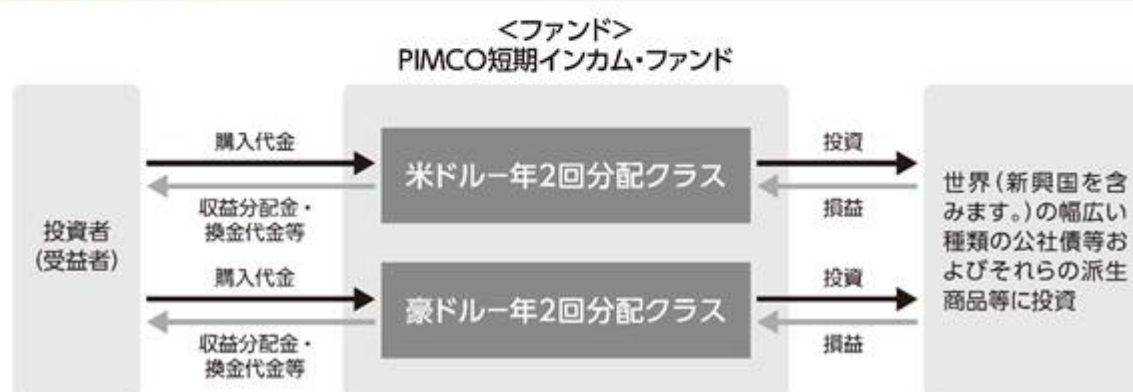 <ファンド>
PIMCO短期インカム・ファンド
投資者
(受益者)
購入代金
収益分配金・
換金代金等
米ドルー年2回分配クラス
投資
損益
購入代金
収益分配金・
換金代金等
豪ドルー年2回分配クラス
投資
損益
世界(新興国を含
みます。)の幅広い
種類の公社債等お
よびそれらの派生
商品等に投資